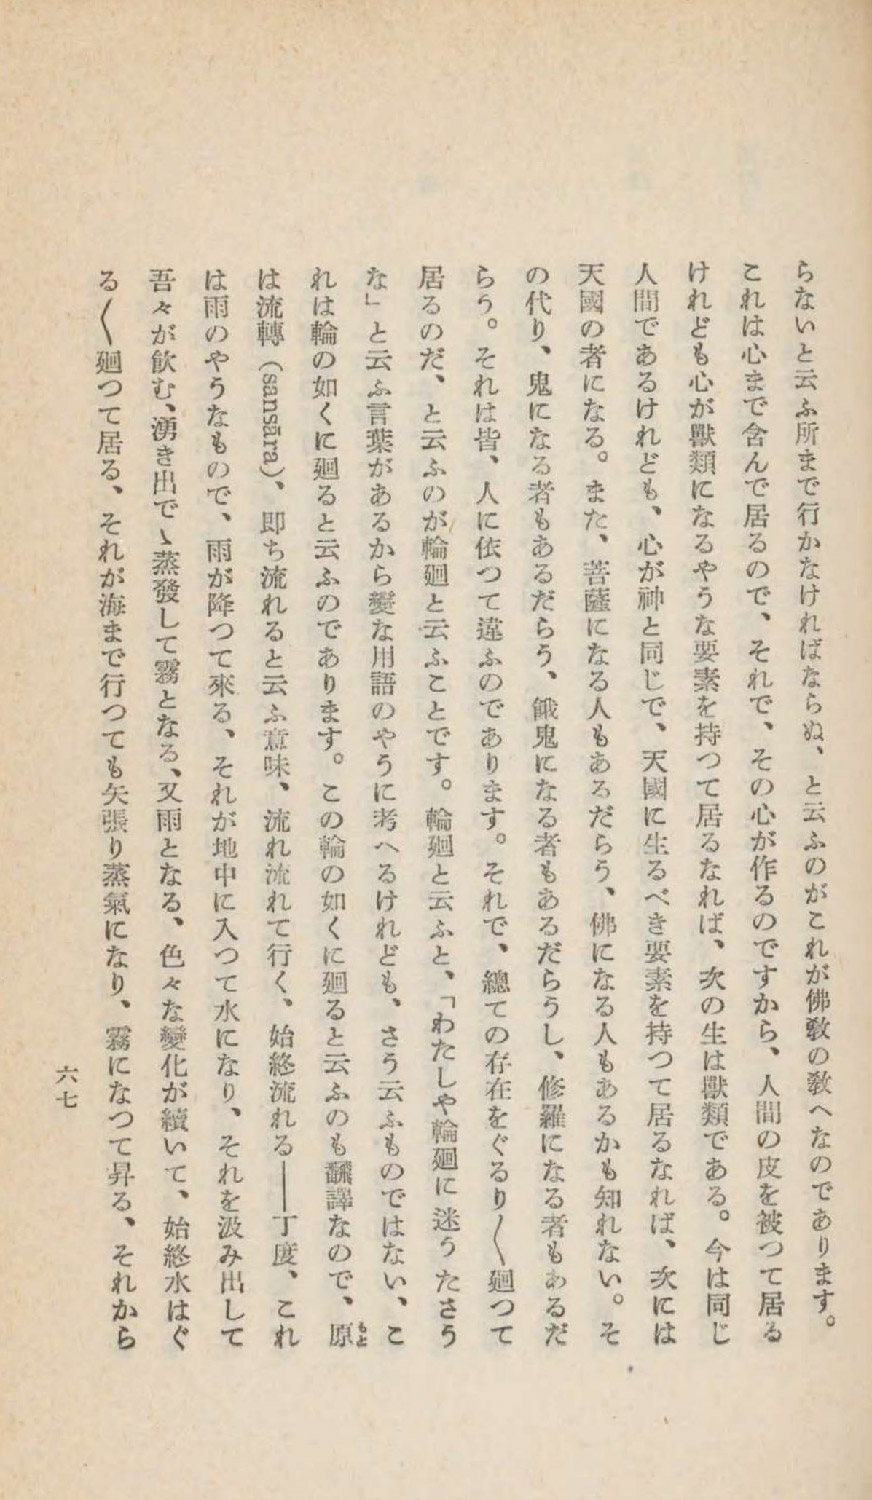 らないと云ふ所まで行かなければならぬ、と云ふのがこれが佛敎の敎へなのであります。
これは心まで含んで居るので、それで、その心が作るのですから、人間の皮を被つて居る
けれども心が獸類になるやうな要素を持つて居るなれば、次の生は獸類である。今は同じ
人間であるけれども、心が神と同じで、天國に生るべき要素を持つて居るなれば、次には
天國の者になる。また、菩薩になる人もあるだらう、佛になる人もあるかも知れない。そ
の代り、鬼になる者もあるだらう、餓鬼になる者もあるだらうし、修羅になる者もあるだ
らう。それは皆、人に依つて違ふのであります。それで、總ての存在をぐるり〱廻つて
居るのだ、と云ふのが輪廻と云ふことです。輪廻と云ふと、「わたしや輪廻に迷うたさう
な」と云ふ言葉があるから變な用語のやうに考へるけれども、さう云ふものではない、こ
れは輪の如くに廻ると云ふのであります。この輪の如くに廻ると云ふのも飜譯なので、原もと
は流轉（sansāra）、卽ち流れると云ふ意味、流れ流れて行く、始終流れる――丁度、これ
は雨のやうなもので、雨が降つて來る、それが地中に入つて水になり、それを汲み出して
吾々が飮む、湧き出でゝ蒸發して霧となる、又雨となる、色々な變化が續いて、始終水はぐ
る〱廻つて居る、それが海まで行つても矢張り蒸氣になり、霧になつて昇る、それから
六七